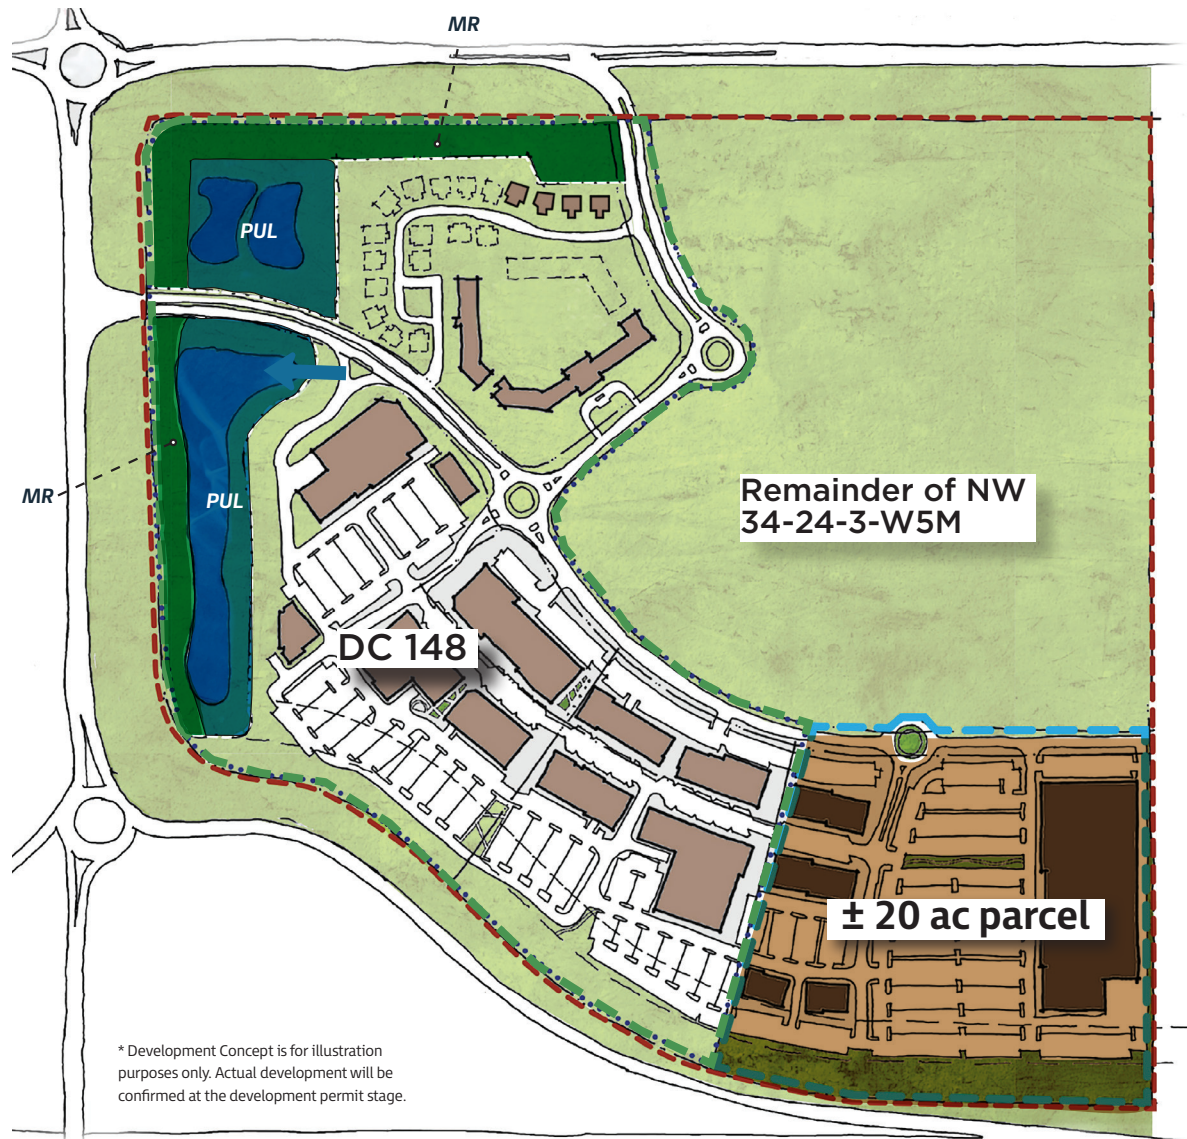 MR
PUL
MR
PUL
Remainder of NW
34-24-3-W5M
DC 148
± 20 ac parcel
* Development Concept is for illustration
purposes only. Actual development will be
confirmed at the development permit stage.